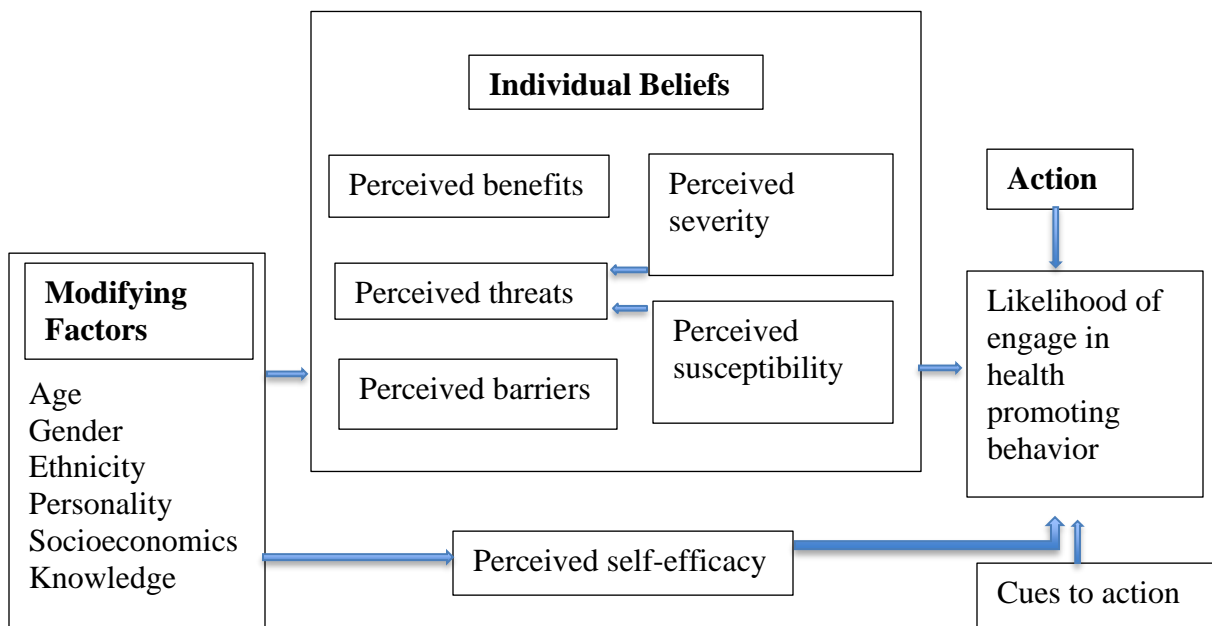 Individual Beliefs
Perceived benefits
Perceived
severity
Perceived threats
Perceived
susceptibility
Perceived barriers
Modifying
Factors
Age
Gender
Ethnicity
Personality
Socioeconomics
Knowledge
Perceived self-efficacy
Action
Likelihood of
engage in
health
promoting
behavior
Cues to action